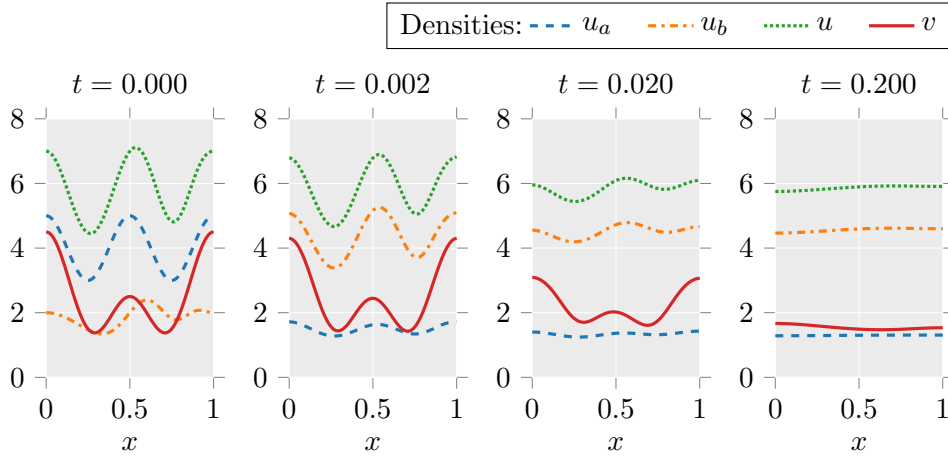 Densities: u_a u_b u v
t = 0.000 t = 0.002 t = 0.020 t = 0.200
8 8 8 8
6 6 6 6
4 4 4 4
2 2 2 2
0 0 0 0
0 0.5 1 0 0.5 1 0 0.5 1 0 0.5 1
x x x x